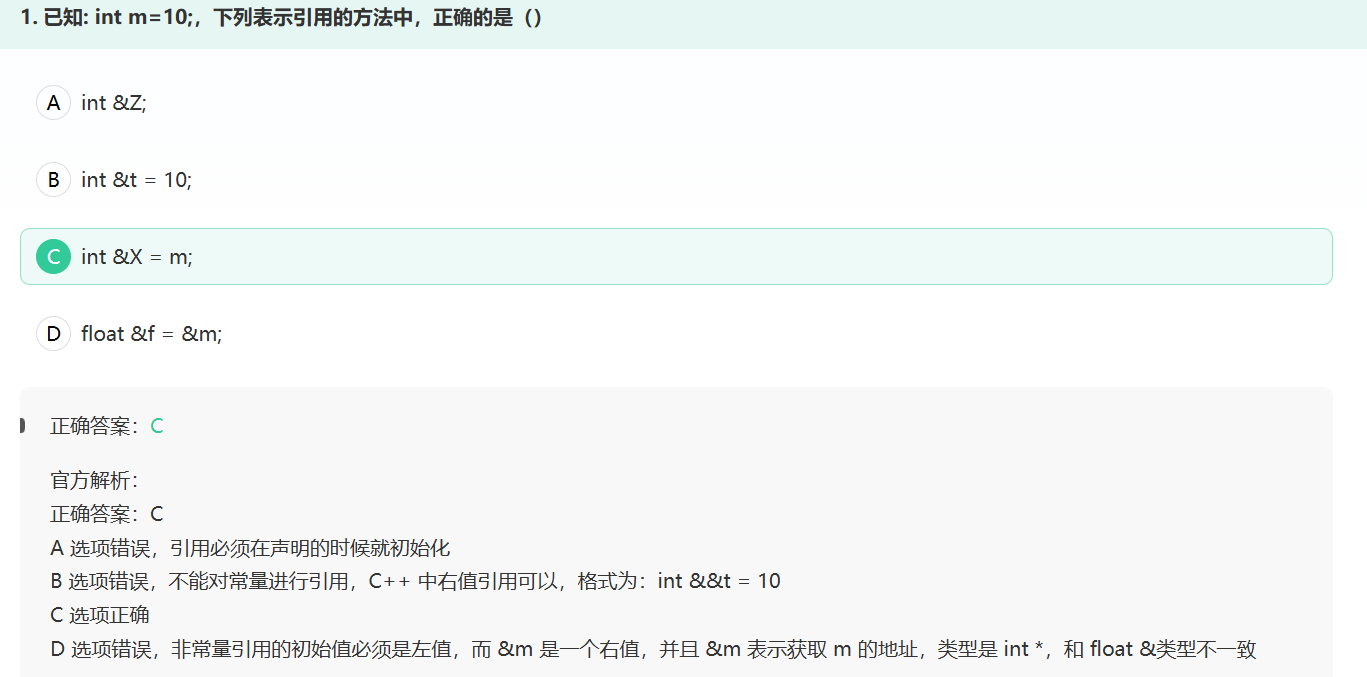 1. 已知: int m=10;，下列表示引用的方法中，正确的是（）
A int &Z;
B int &t = 10;
C int &X = m;
D float &f = &m;
正确答案：C
官方解析：
正确答案：C
A 选项错误，引用必须在声明的时候就初始化
B 选项错误，不能对常量进行引用，C++ 中右值引用可以，格式为：int &&t = 10
C 选项正确
D 选项错误，非常量引用的初始值必须是左值，而 &m 是一个右值，并且 &m 表示获取 m 的地址，类型是 int *，和 float &类型不一致